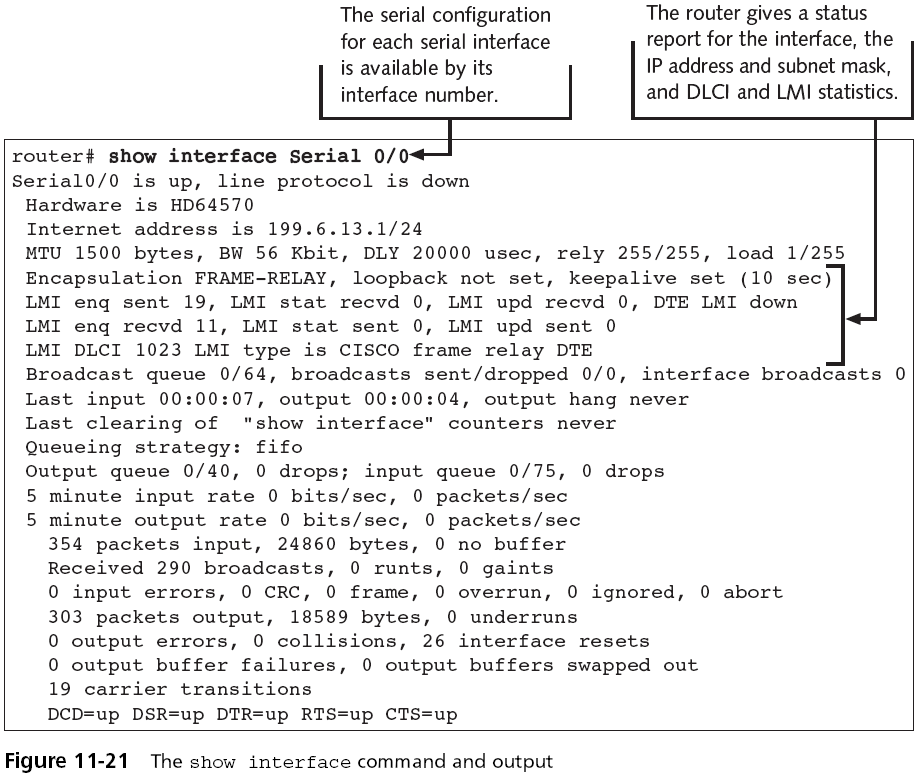 The serial configuration
for each serial interface
is available by its
interface number.
The router gives a status
report for the interface, the
IP address and subnet mask,
and DLCI and LMI statistics.
router# show interface Serial 0/0
Serial0/0 is up, line protocol is down
Hardware is HD64570
Internet address is 199.6.13.1/24
MTU 1500 bytes, BW 56 Kbit, DLY 20000 usec, rely 255/255, load 1/255
Encapsulation FRAME-RELAY, loopback not set, keepalive set (10 sec)
LMI enq sent 19, LMI stat recvd 0, LMI upd recvd 0, DTE LMI down
LMI enq recvd 11, LMI stat sent 0, LMI upd sent 0
LMI DLCI 1023 LMI type is CISCO frame relay DTE
Broadcast queue 0/64, broadcasts sent/dropped 0/0, interface broadcasts 0
Last input 00:00:07, output 00:00:04, output hang never
Last clearing of "show interface" counters never
Queueing strategy: fifo
Output queue 0/40, 0 drops; input queue 0/75, 0 drops
5 minute input rate 0 bits/sec, 0 packets/sec
5 minute output rate 0 bits/sec, 0 packets/sec
354 packets input, 24860 bytes, 0 no buffer
Received 290 broadcasts, 0 runts, 0 gaints
0 input errors, 0 CRC, 0 frame, 0 overrun, 0 ignored, 0 abort
303 packets output, 18589 bytes, 0 underruns
0 output errors, 0 collisions, 26 interface resets
0 output buffer failures, 0 output buffers swapped out
19 carrier transitions
DCD=up DSR=up DTR=up RTS=up CTS=up
Figure 11-21 The show interface command and output